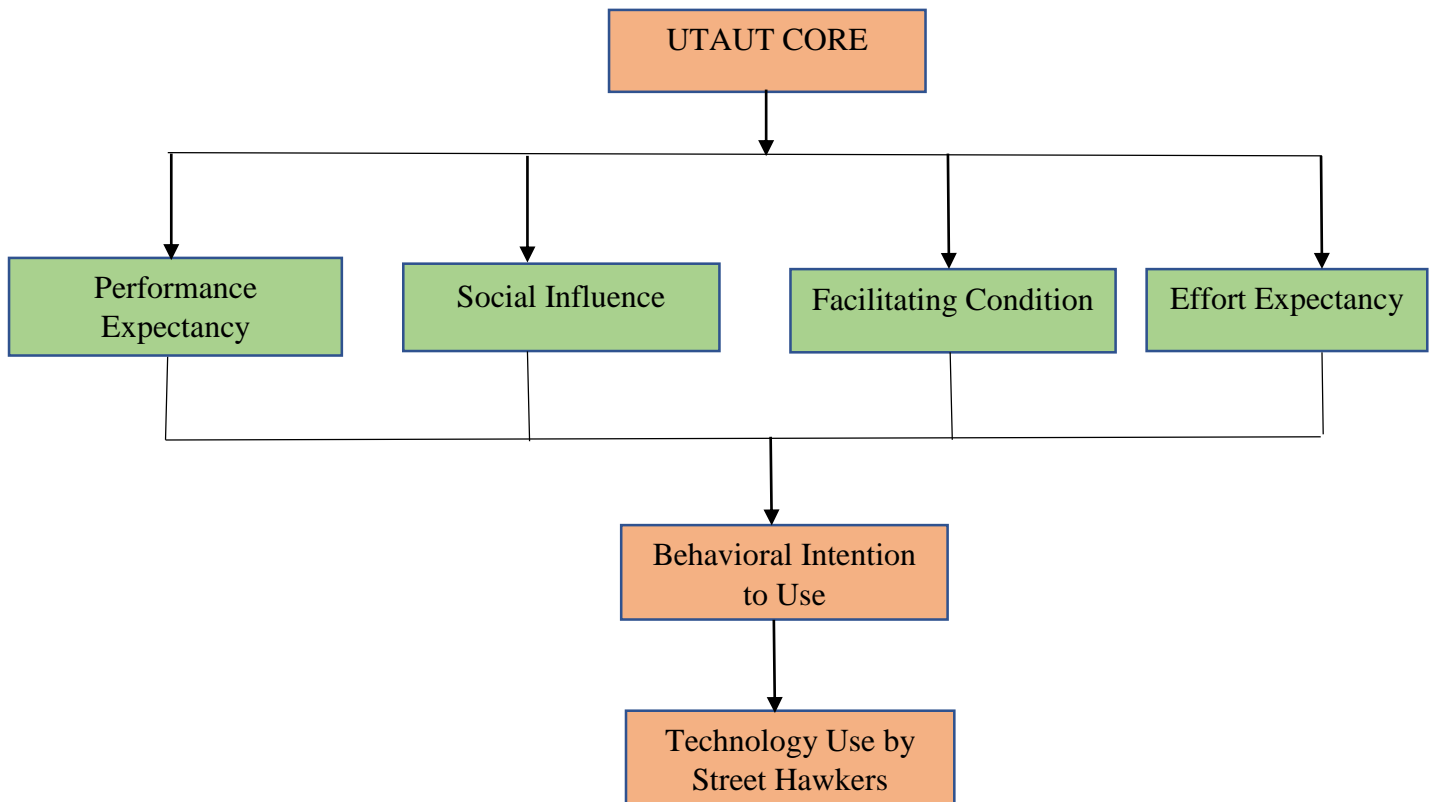 UTAUT CORE
Performance
Expectancy
Social Influence
Facilitating Condition
Effort Expectancy
Behavioral Intention
to Use
Technology Use by
Street Hawkers